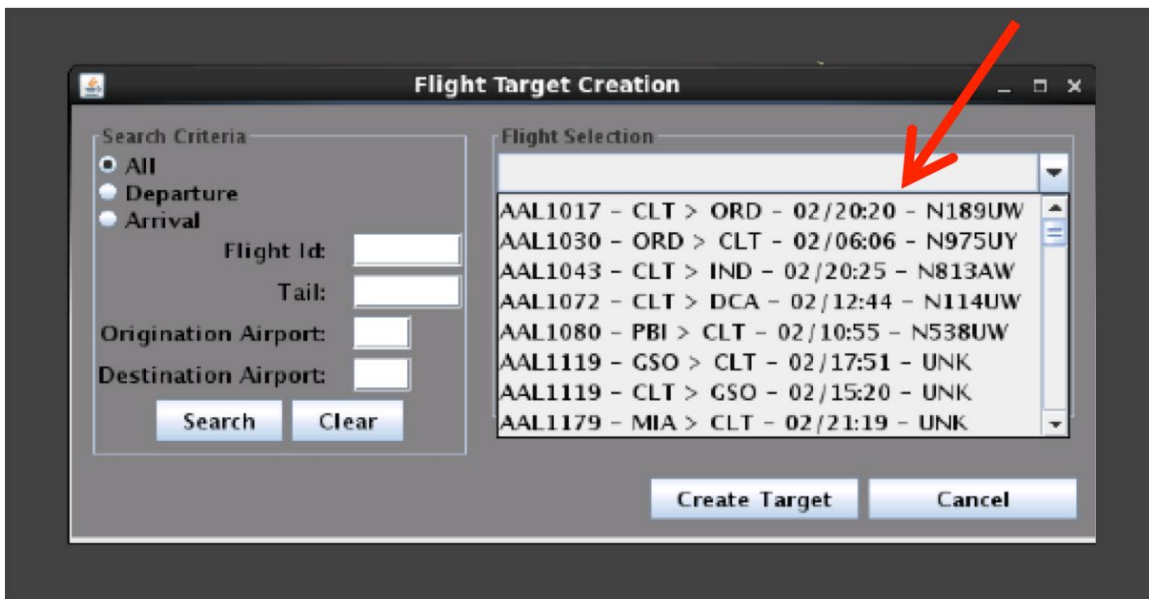 Flight Target Creation
Search Criteria
All
Departure
Arrival
Flight Id:
Tail:
Origination Airport:
Destination Airport:
Search Clear
Flight Selection
AAL1017 - CLT > ORD - 02/20:20 - N189UW
AAL1030 - ORD > CLT - 02/06:06 - N975UY
AAL1043 - CLT > IND - 02/20:25 - N813AW
AAL1072 - CLT > DCA - 02/12:44 - N114UW
AAL1080 - PBI > CLT - 02/10:55 - N538UW
AAL1119 - GSO > CLT - 02/17:51 - UNK
AAL1119 - CLT > GSO - 02/15:20 - UNK
AAL1179 - MIA > CLT - 02/21:19 - UNK
Create Target Cancel